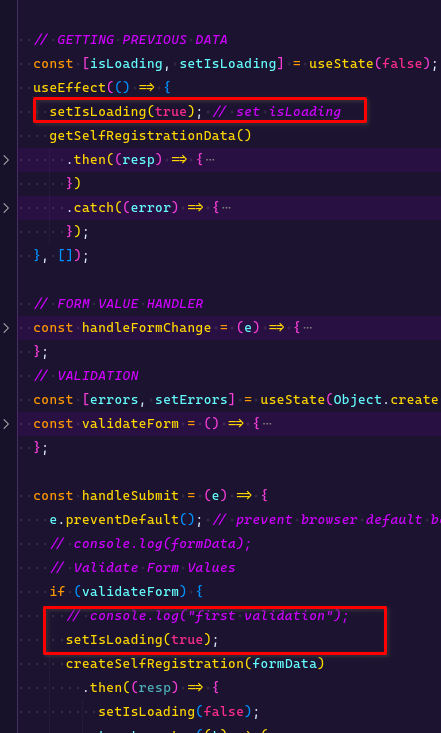 // GETTING PREVIOUS DATA
const [isLoading, setIsLoading] = useState(false);
useEffect(() => {
setIsLoading(true); // set isLoading
getSelfRegistrationData()
.then((resp) => {…
})
.catch((error) => {…
});
}, []);
// FORM VALUE HANDLER
const handleFormChange = (e) => {…
};
// VALIDATION
const [errors, setErrors] = useState(Object.create
const validateForm = () => {…
};
const handleSubmit = (e) => {
e.preventDefault(); // prevent browser default b
// console.log(formData);
// Validate Form Values
if (validateForm) {
// console.log("first validation");
setIsLoading(true);
createSelfRegistration(formData)
.then((resp) => {
setIsLoading(false);